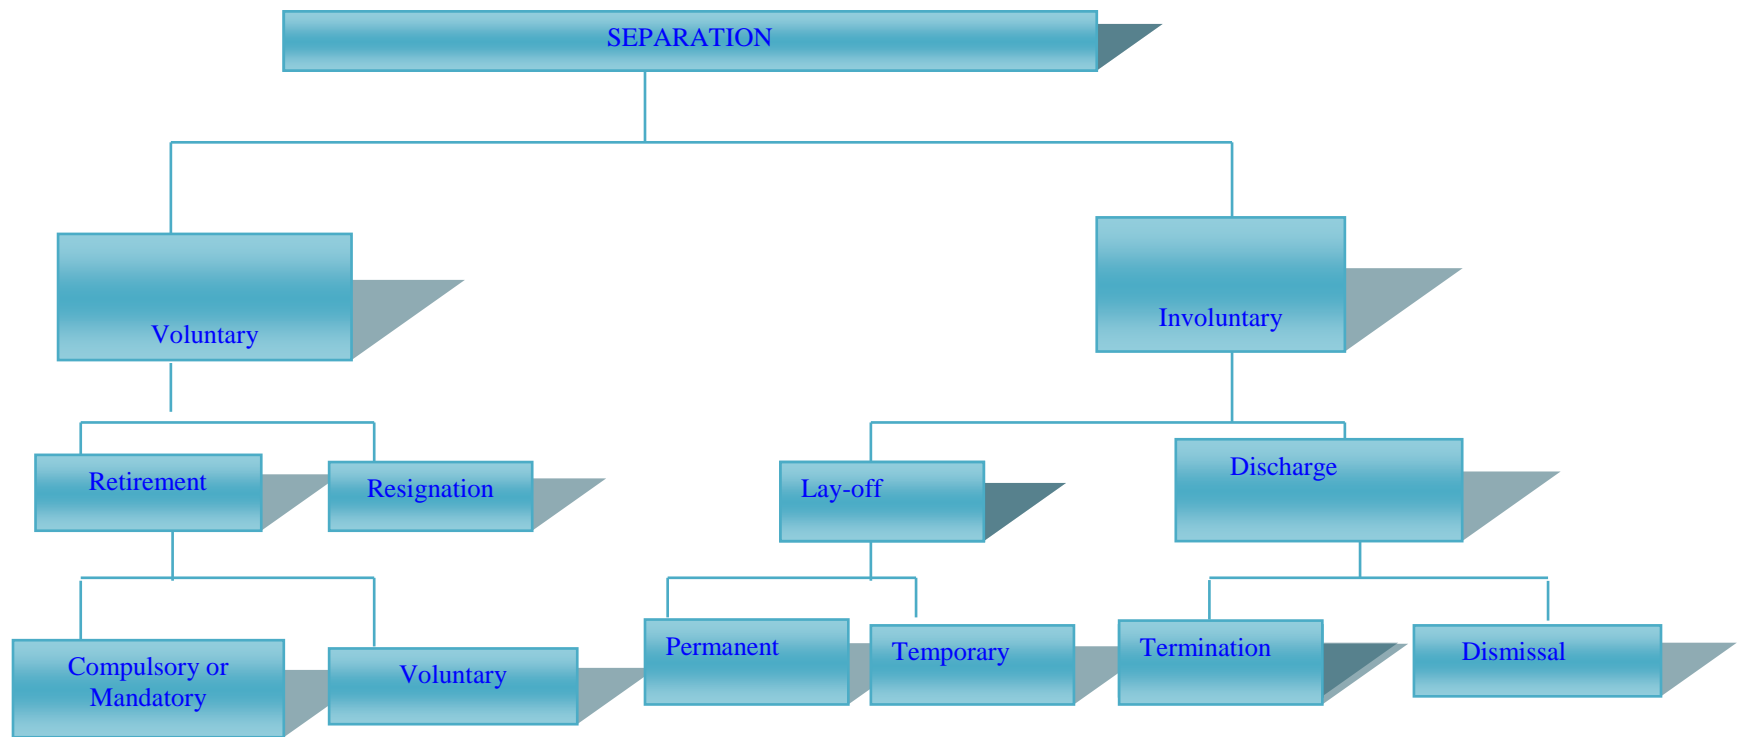 SEPARATION
Voluntary
Involuntary
Retirement
Resignation
Lay-off
Discharge
Compulsory or
Mandatory
Voluntary
Permanent
Temporary
Termination
Dismissal